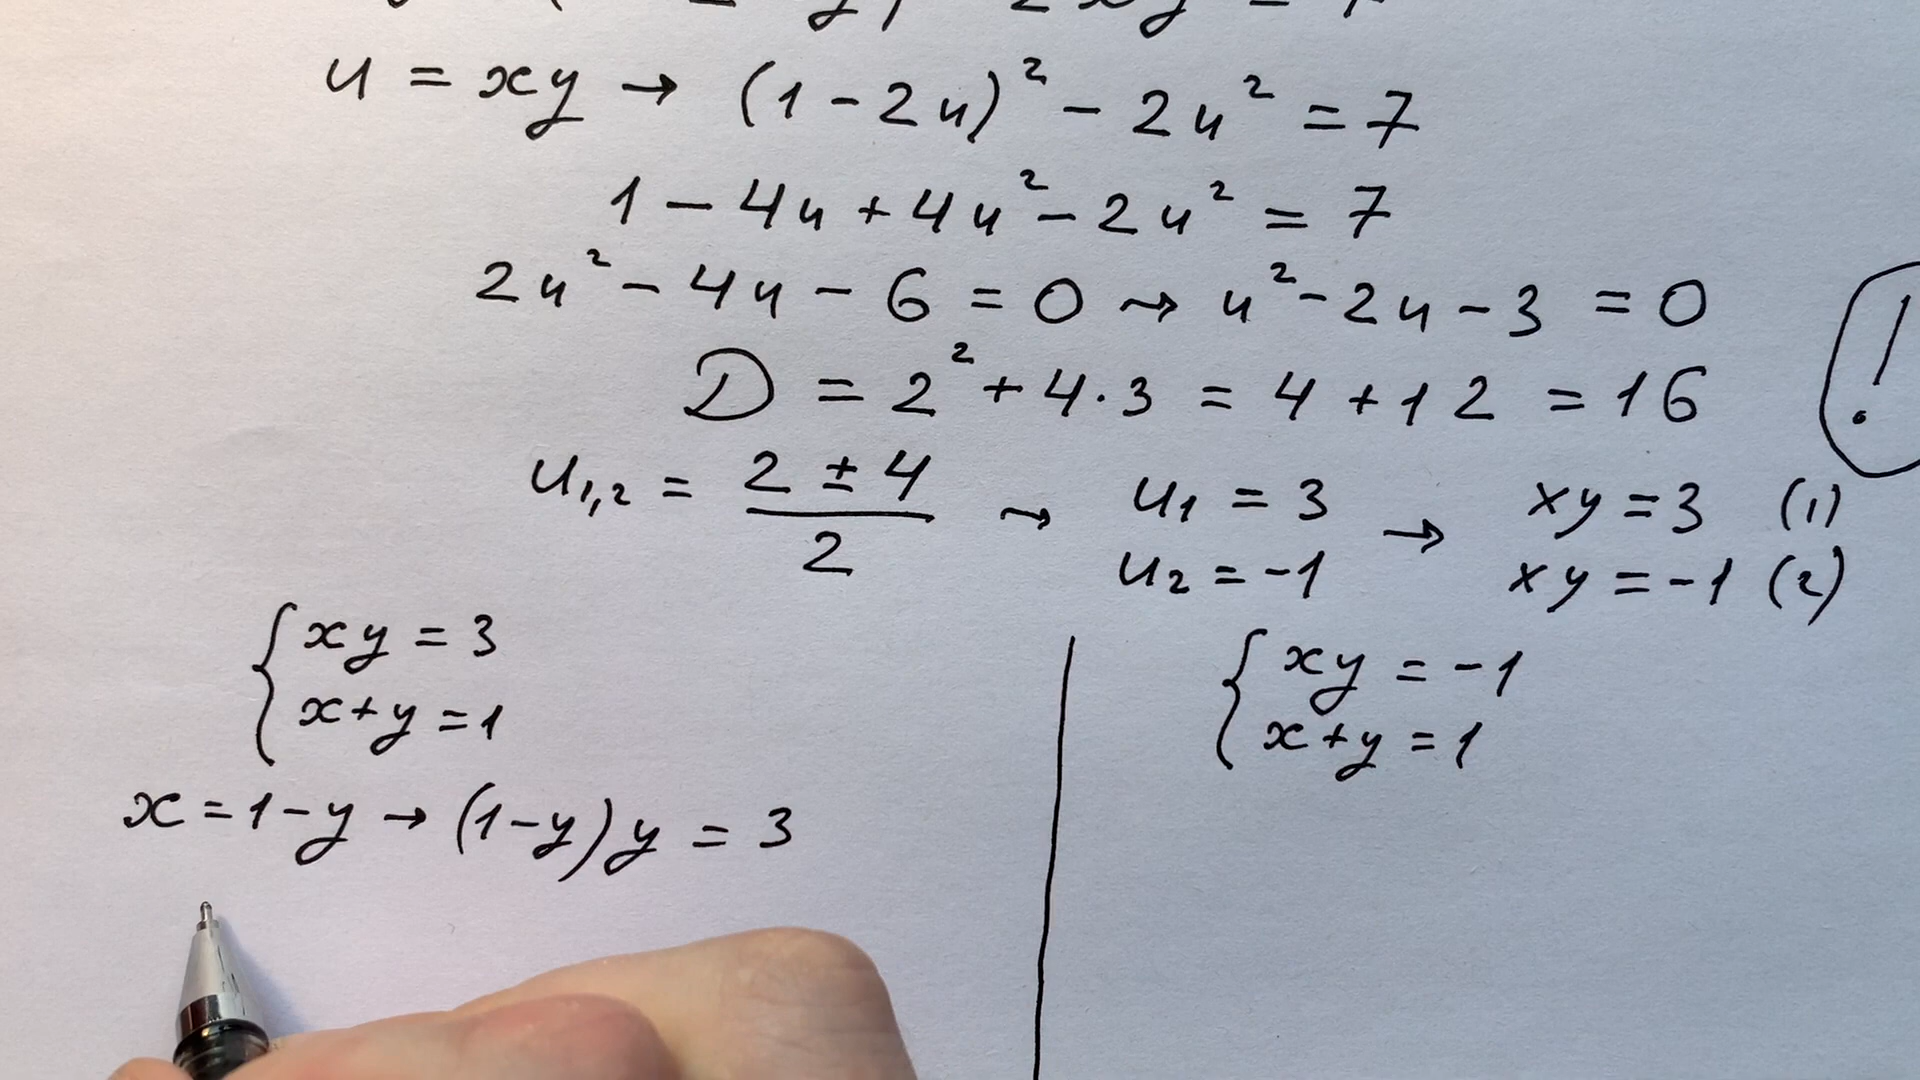 u = xy → (1 - 2u)² - 2u² = 7
1 - 4u + 4u² - 2u² = 7
2u² - 4u - 6 = 0 → u² - 2u - 3 = 0
!
D = 2² + 4·3 = 4 + 12 = 16
u₁,₂ = (2 ± 4)/2 → u₁ = 3 → xy = 3 (1)
u₂ = -1 xy = -1 (2)
{ xy = 3
x + y = 1
x = 1 - y → (1 - y) y = 3
{ xy = -1
x + y = 1